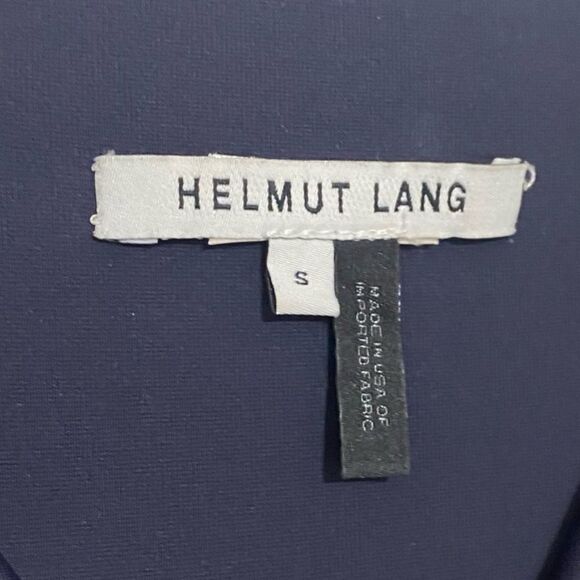 HELMUT LANG
S
MADE IN USA OF
IMPORTED FABRIC